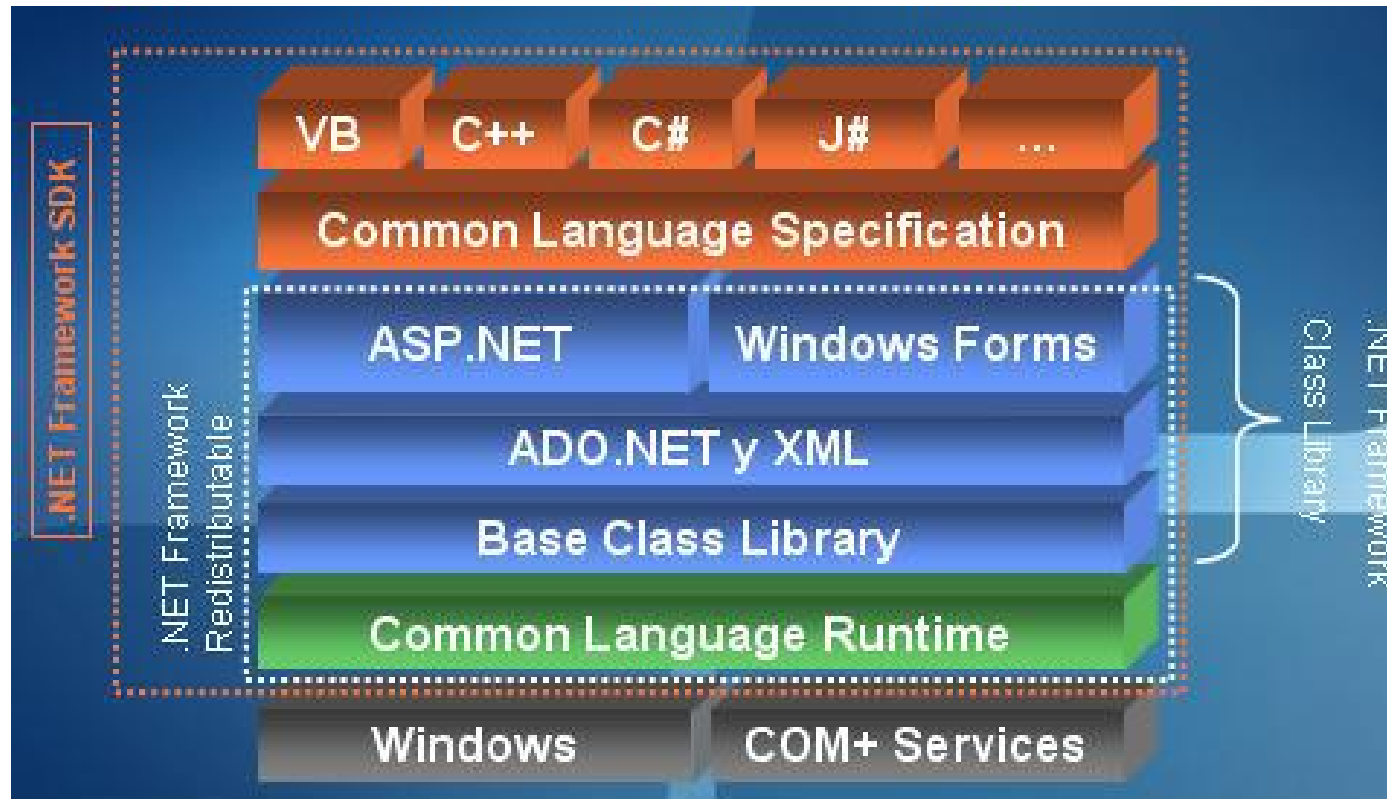 VB C++ C# J# ...
Common Language Specification
ASP.NET Windows Forms
ADO.NET y XML
Base Class Library
Common Language Runtime
Windows COM+ Services
.NET Framework SDK
.NET Framework
Redistributable
.NET Framework
Class Library